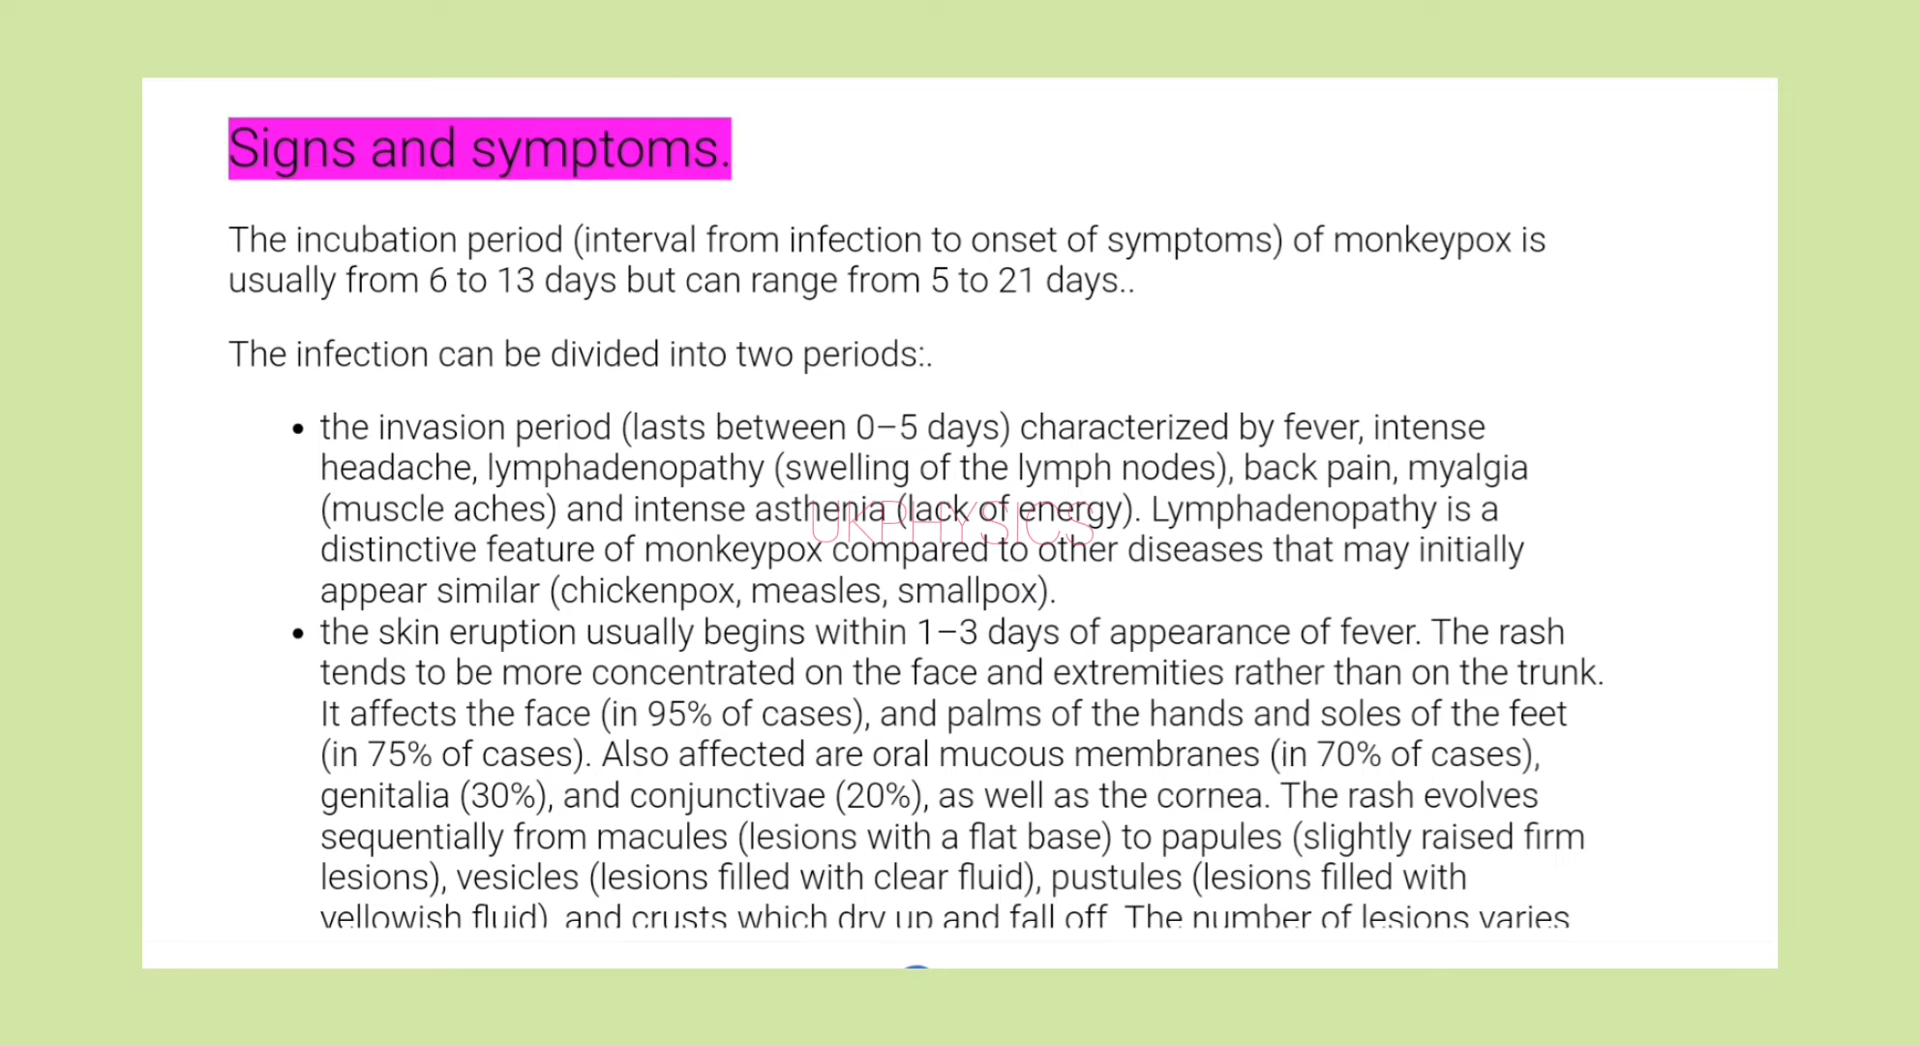 Signs and symptoms.
The incubation period (interval from infection to onset of symptoms) of monkeypox is
usually from 6 to 13 days but can range from 5 to 21 days..
The infection can be divided into two periods:.
• the invasion period (lasts between 0–5 days) characterized by fever, intense
headache, lymphadenopathy (swelling of the lymph nodes), back pain, myalgia
(muscle aches) and intense asthenia (lack of energy). Lymphadenopathy is a
UKPHYSICS
distinctive feature of monkeypox compared to other diseases that may initially
appear similar (chickenpox, measles, smallpox).
• the skin eruption usually begins within 1–3 days of appearance of fever. The rash
tends to be more concentrated on the face and extremities rather than on the trunk.
It affects the face (in 95% of cases), and palms of the hands and soles of the feet
(in 75% of cases). Also affected are oral mucous membranes (in 70% of cases),
genitalia (30%), and conjunctivae (20%), as well as the cornea. The rash evolves
sequentially from macules (lesions with a flat base) to papules (slightly raised firm
lesions), vesicles (lesions filled with clear fluid), pustules (lesions filled with
yellowish fluid), and crusts which dry up and fall off. The number of lesions varies